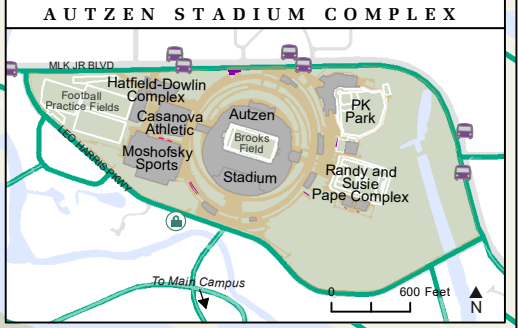 AUTZEN STADIUM COMPLEX
MLK JR BLVD
Hatfield-Dowlin
Complex
Football
Practice Fields
Casanova
Athletic
Autzen
Brooks
Field
Stadium
PK
Park
LEO HARRIS PKWY
Moshofsky
Sports
Randy and
Susie
Pape Complex
To Main Campus
0 600 Feet
N